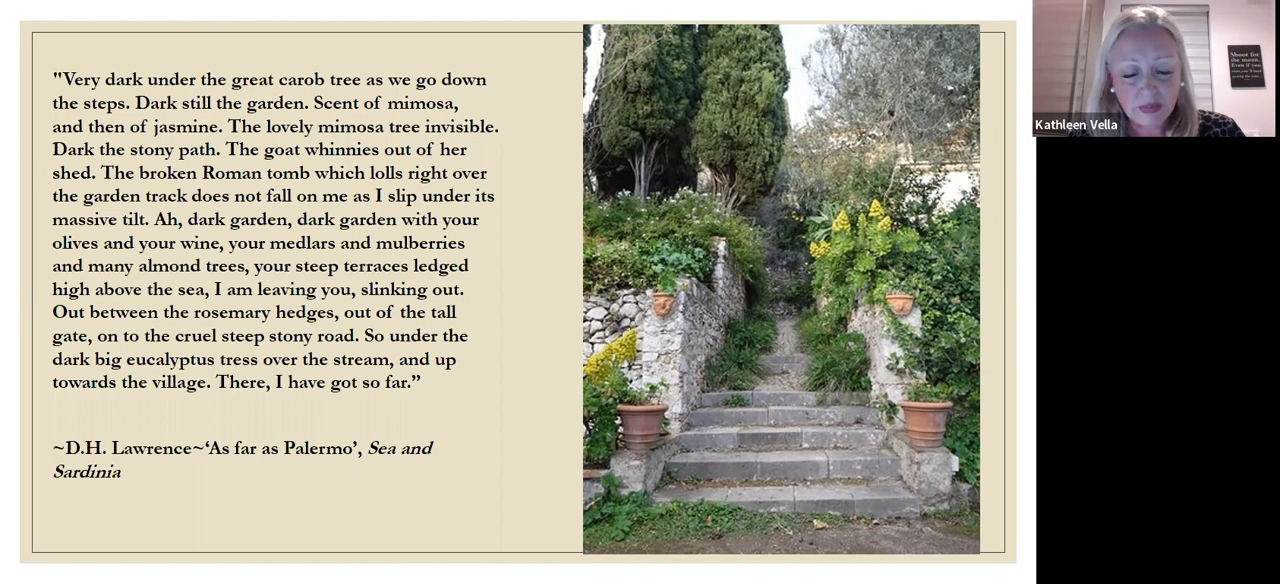 "Very dark under the great carob tree as we go down
the steps. Dark still the garden. Scent of mimosa,
and then of jasmine. The lovely mimosa tree invisible.
Dark the stony path. The goat whinnies out of her
shed. The broken Roman tomb which lolls right over
the garden track does not fall on me as I slip under its
massive tilt. Ah, dark garden, dark garden with your
olives and your wine, your medlars and mulberries
and many almond trees, your steep terraces ledged
high above the sea, I am leaving you, slinking out.
Out between the rosemary hedges, out of the tall
gate, on to the cruel steep stony road. So under the
dark big eucalyptus tress over the stream, and up
towards the village. There, I have got so far.”
~D.H. Lawrence~‘As far as Palermo’, Sea and
Sardinia
Shoot for
the moon.
Even if you
Kathleen Vella